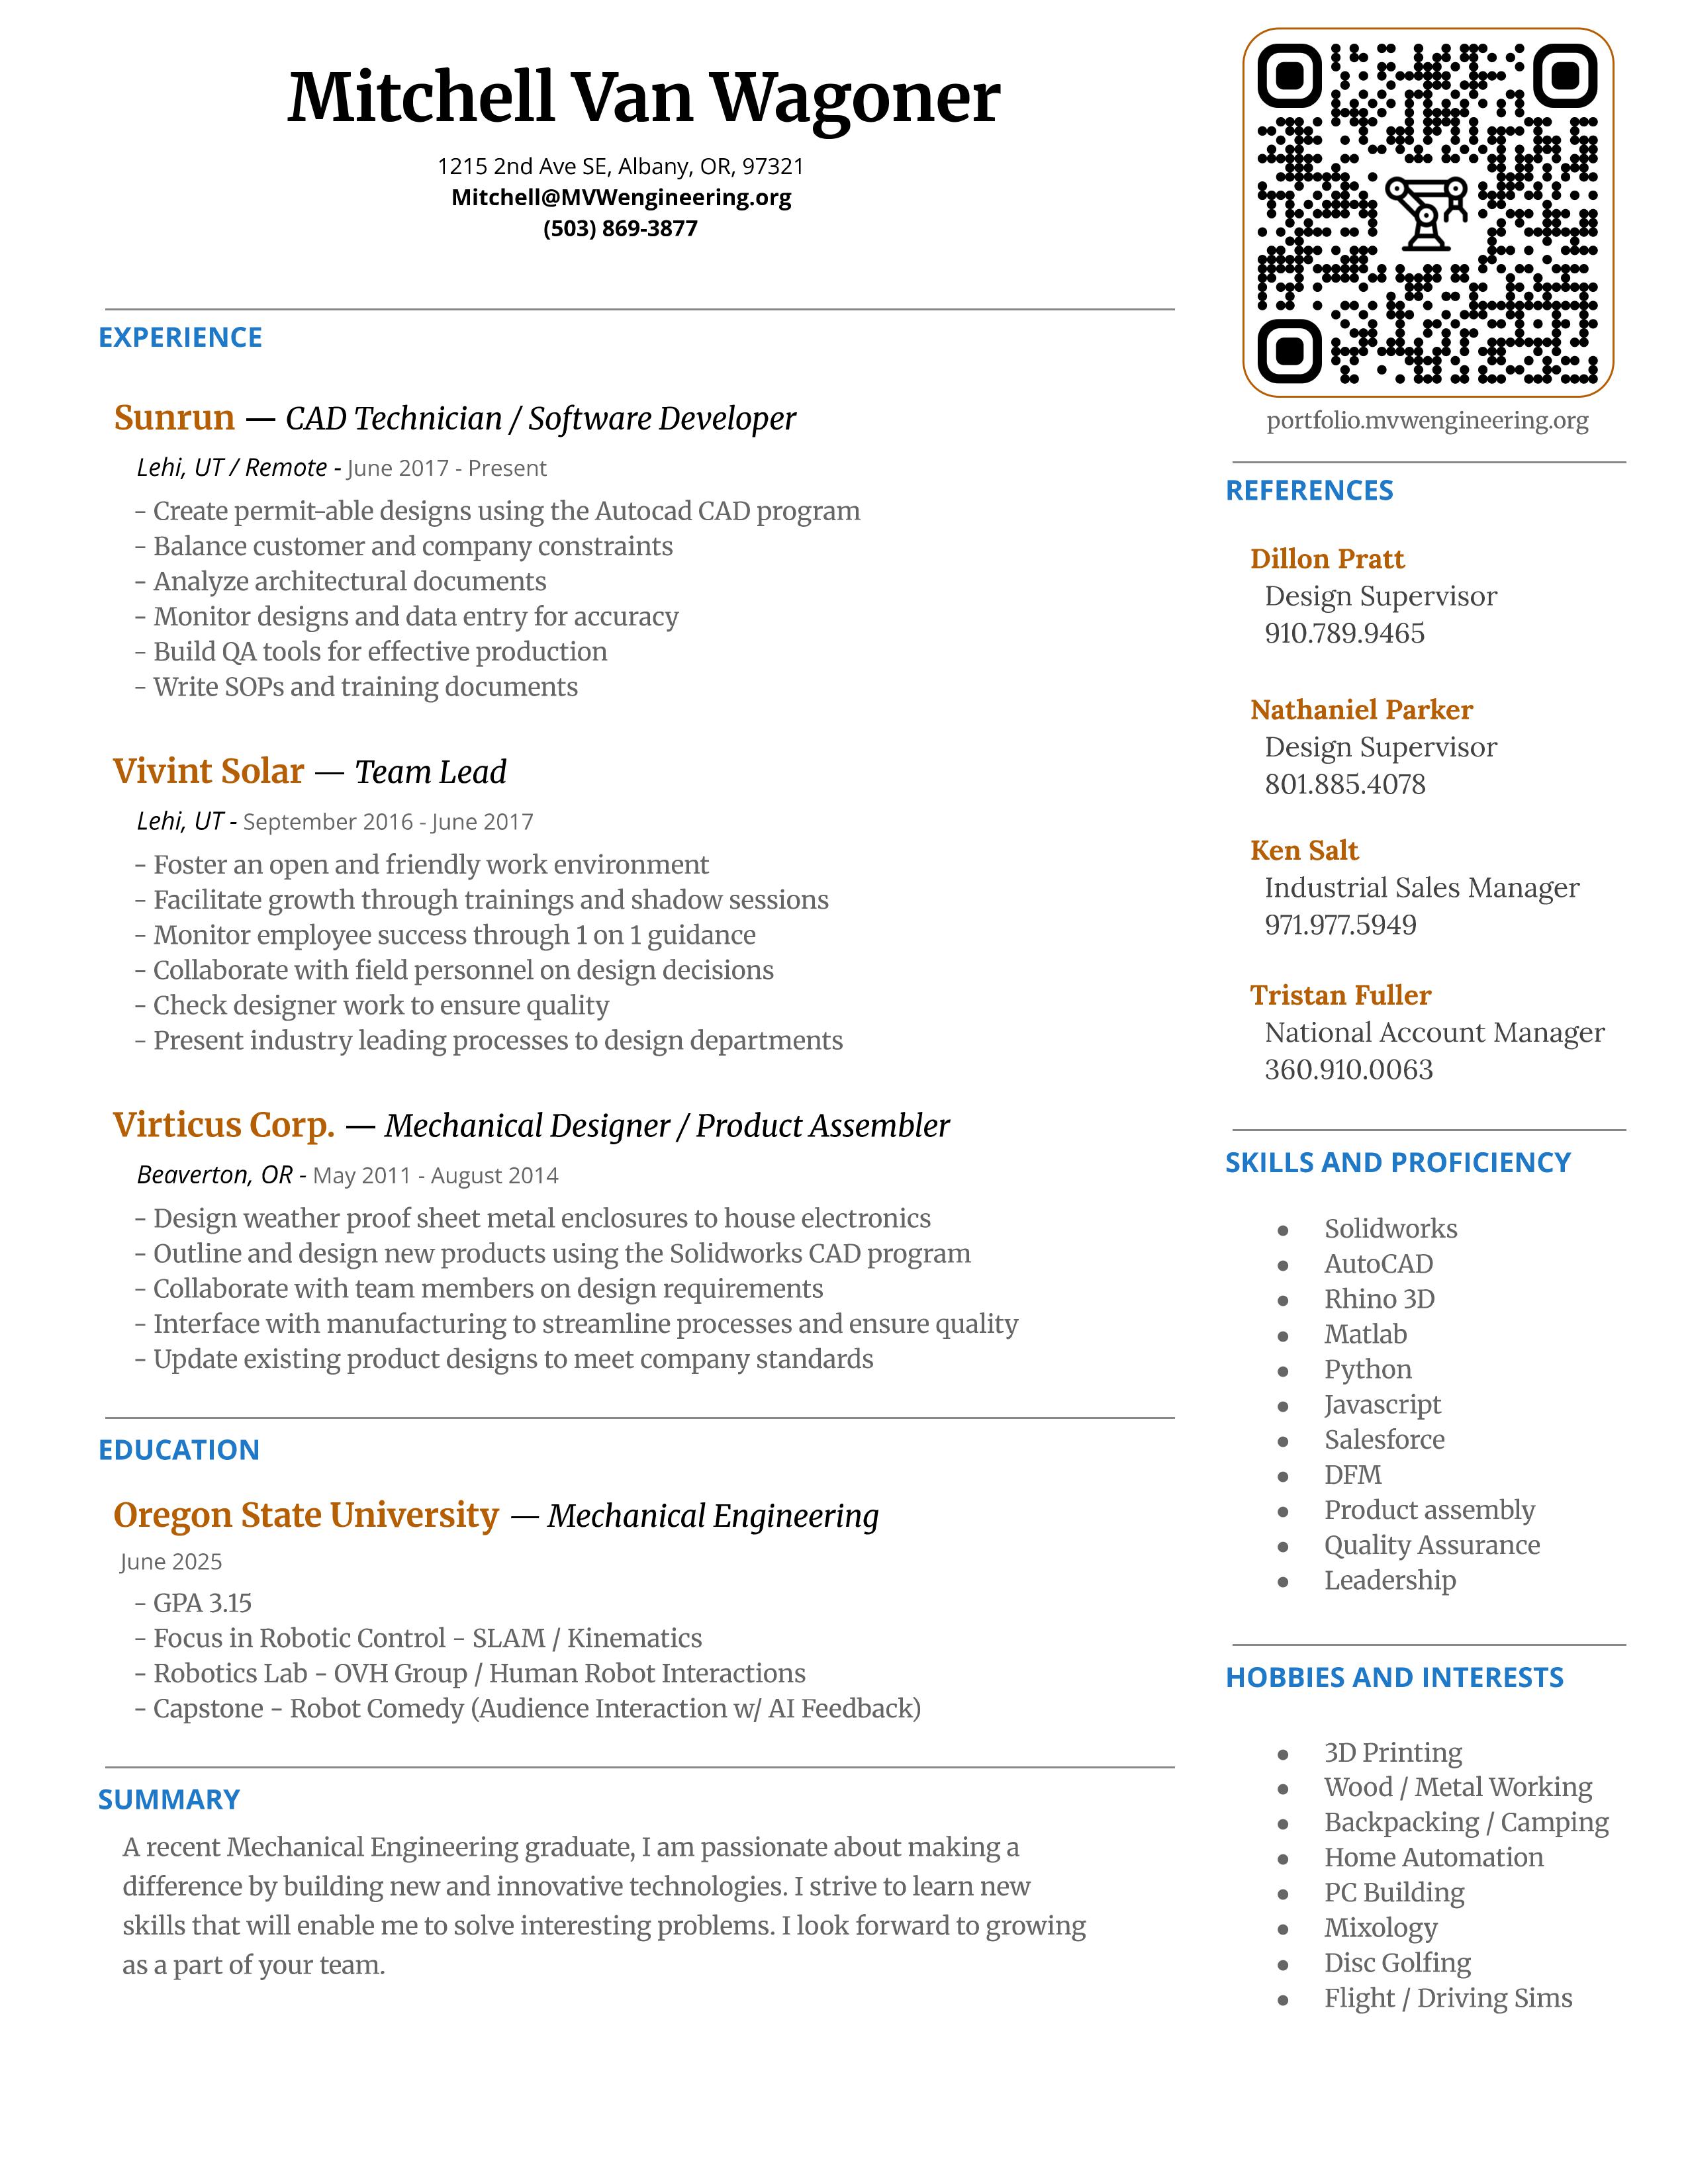 Mitchell Van Wagoner
1215 2nd Ave SE, Albany, OR, 97321
Mitchell@MVWengineering.org
(503) 869-3877
EXPERIENCE
Sunrun — CAD Technician / Software Developer
Lehi, UT / Remote - June 2017 - Present
- Create permit-able designs using the Autocad CAD program
- Balance customer and company constraints
- Analyze architectural documents
- Monitor designs and data entry for accuracy
- Build QA tools for effective production
- Write SOPs and training documents
Vivint Solar — Team Lead
Lehi, UT - September 2016 - June 2017
- Foster an open and friendly work environment
- Facilitate growth through trainings and shadow sessions
- Monitor employee success through 1 on 1 guidance
- Collaborate with field personnel on design decisions
- Check designer work to ensure quality
- Present industry leading processes to design departments
Virticus Corp. — Mechanical Designer / Product Assembler
Beaverton, OR - May 2011 - August 2014
- Design weather proof sheet metal enclosures to house electronics
- Outline and design new products using the Solidworks CAD program
- Collaborate with team members on design requirements
- Interface with manufacturing to streamline processes and ensure quality
- Update existing product designs to meet company standards
EDUCATION
Oregon State University — Mechanical Engineering
June 2025
- GPA 3.15
- Focus in Robotic Control - SLAM / Kinematics
- Robotics Lab - OVH Group / Human Robot Interactions
- Capstone - Robot Comedy (Audience Interaction w/ AI Feedback)
SUMMARY
A recent Mechanical Engineering graduate, I am passionate about making a
difference by building new and innovative technologies. I strive to learn new
skills that will enable me to solve interesting problems. I look forward to growing
as a part of your team.
portfolio.mvwengineering.org
REFERENCES
Dillon Pratt
Design Supervisor
910.789.9465
Nathaniel Parker
Design Supervisor
801.885.4078
Ken Salt
Industrial Sales Manager
971.977.5949
Tristan Fuller
National Account Manager
360.910.0063
SKILLS AND PROFICIENCY
● Solidworks
● AutoCAD
● Rhino 3D
● Matlab
● Python
● Javascript
● Salesforce
● DFM
● Product assembly
● Quality Assurance
● Leadership
HOBBIES AND INTERESTS
● 3D Printing
● Wood / Metal Working
● Backpacking / Camping
● Home Automation
● PC Building
● Mixology
● Disc Golfing
● Flight / Driving Sims